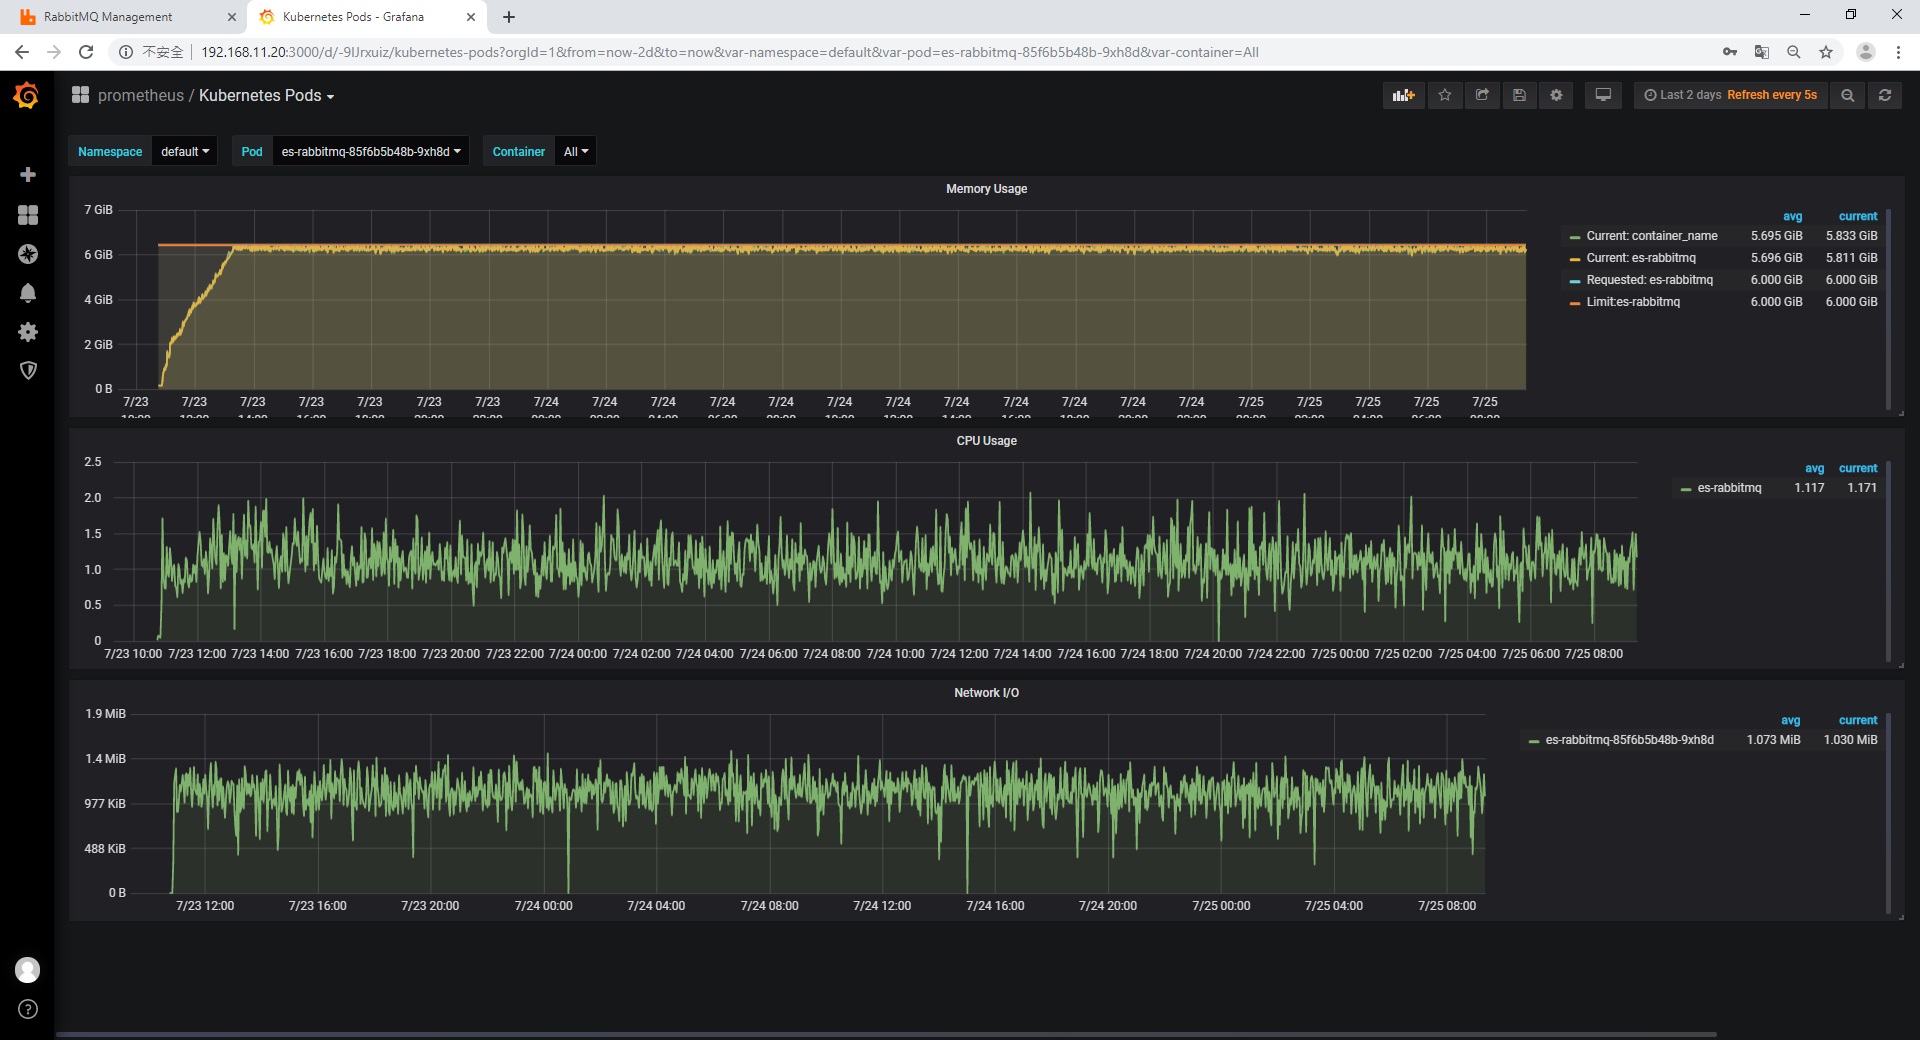 RabbitMQ Management
Kubernetes Pods - Grafana
不安全 192.168.11.20:3000/d/-9IJrxuiz/kubernetes-pods?orgId=1&from=now-2d&to=now&var-namespace=default&var-pod=es-rabbitmq-85f6b5b48b-9xh8d&var-container=All
prometheus / Kubernetes Pods
Last 2 days Refresh every 5s
Namespace default Pod es-rabbitmq-85f6b5b48b-9xh8d Container All
Memory Usage
7 GiB
6 GiB
4 GiB
2 GiB
0 B
7/23 7/23 7/23 7/23 7/23 7/23 7/23 7/24 7/24 7/24 7/24 7/24 7/24 7/24 7/24 7/24 7/24 7/24 7/24 7/25 7/25 7/25 7/25 7/25
avg current
Current: container_name 5.695 GiB 5.833 GiB
Current: es-rabbitmq 5.696 GiB 5.811 GiB
Requested: es-rabbitmq 6.000 GiB 6.000 GiB
Limit:es-rabbitmq 6.000 GiB 6.000 GiB
CPU Usage
2.5
2.0
1.5
1.0
0.5
0
7/23 10:00 7/23 12:00 7/23 14:00 7/23 16:00 7/23 18:00 7/23 20:00 7/23 22:00 7/24 00:00 7/24 02:00 7/24 04:00 7/24 06:00 7/24 08:00 7/24 10:00 7/24 12:00 7/24 14:00 7/24 16:00 7/24 18:00 7/24 20:00 7/24 22:00 7/25 00:00 7/25 02:00 7/25 04:00 7/25 06:00 7/25 08:00
avg current
es-rabbitmq 1.117 1.171
Network I/O
1.9 MiB
1.4 MiB
977 KiB
488 KiB
0 B
7/23 12:00 7/23 16:00 7/23 20:00 7/24 00:00 7/24 04:00 7/24 08:00 7/24 12:00 7/24 16:00 7/24 20:00 7/25 00:00 7/25 04:00 7/25 08:00
avg current
es-rabbitmq-85f6b5b48b-9xh8d 1.073 MiB 1.030 MiB